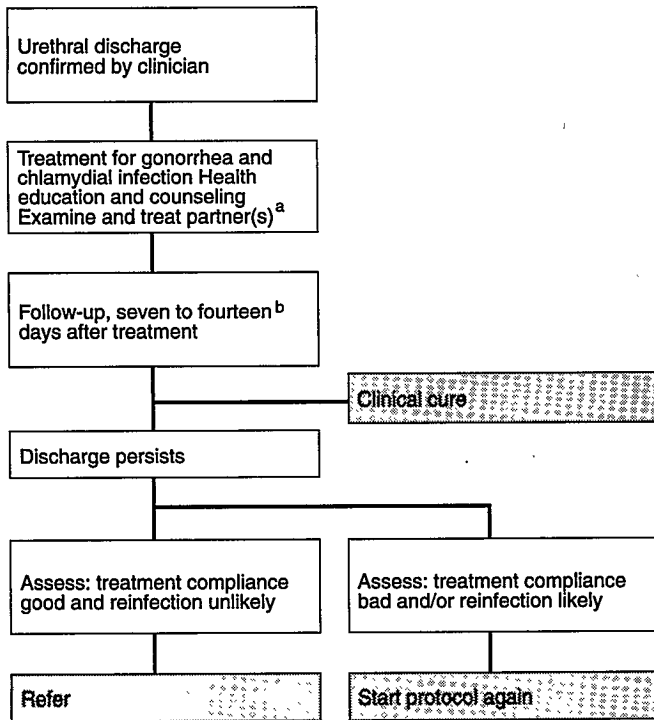 Urethral discharge
confirmed by clinician
Treatment for gonorrhea and
chlamydial infection Health
education and counseling
Examine and treat partner(s) a
Follow-up, seven to fourteen b
days after treatment
Clinical cure
Discharge persists
Assess: treatment compliance
good and reinfection unlikely
Assess: treatment compliance
bad and/or reinfection likely
Refer
Start protocol again